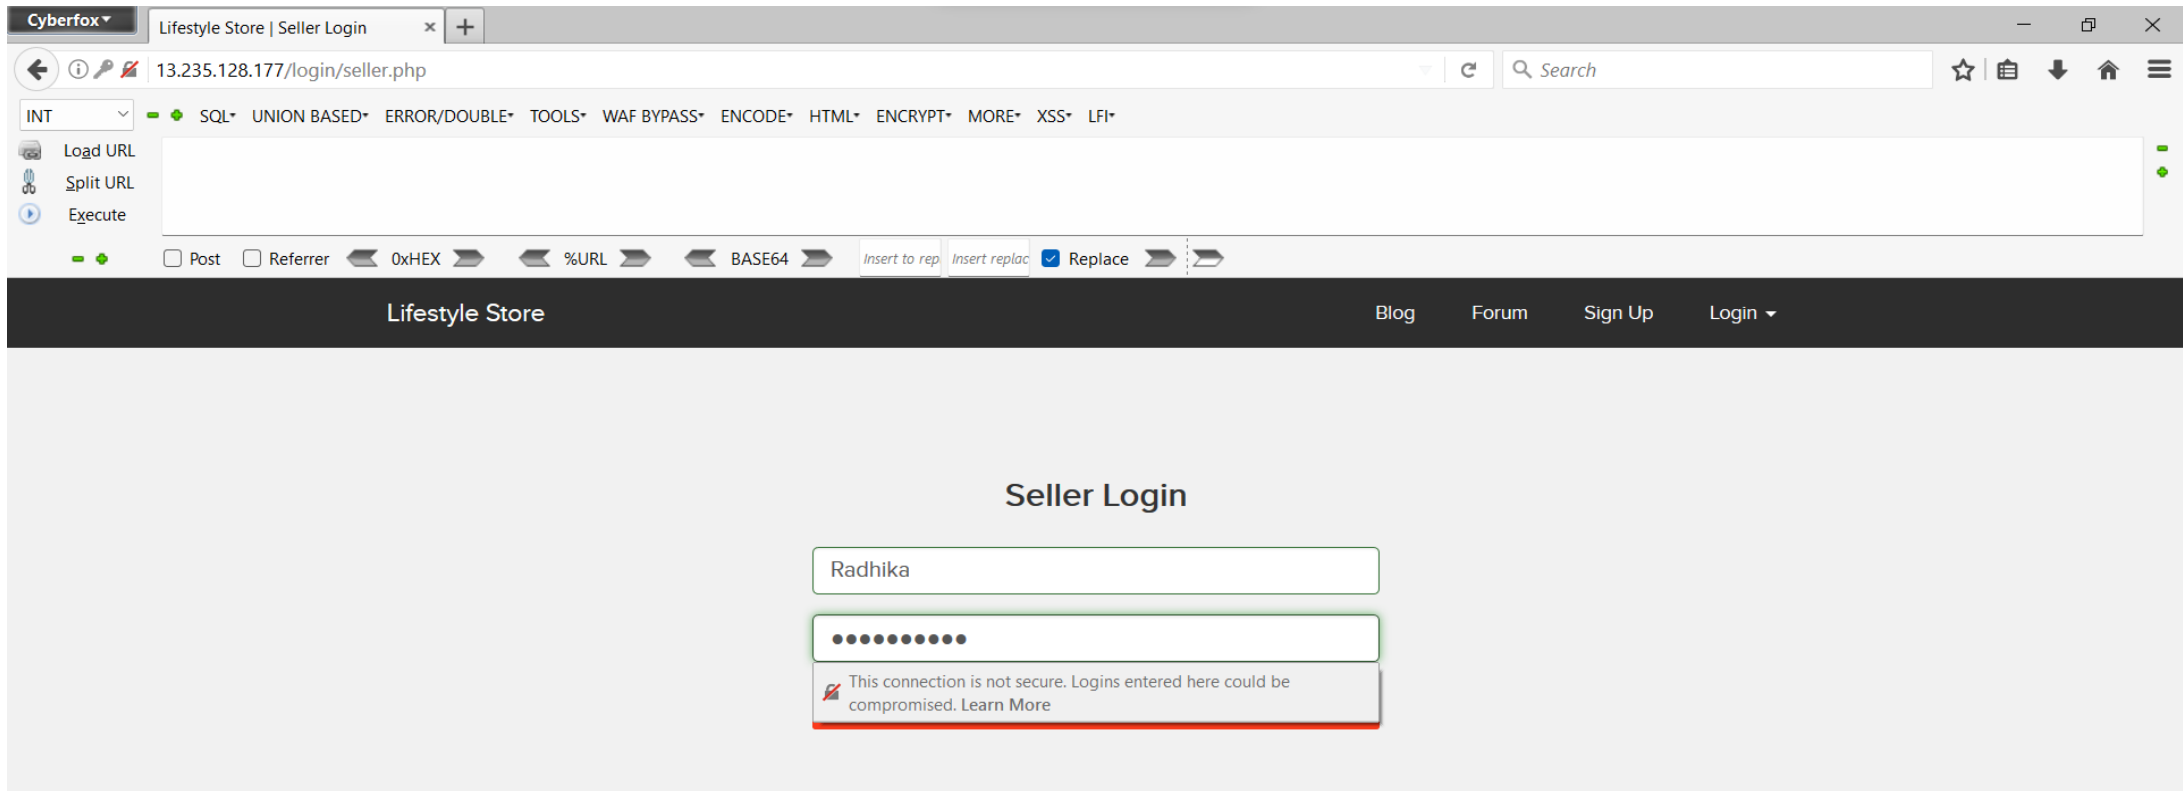 Cyberfox
Lifestyle Store | Seller Login
13.235.128.177/login/seller.php
Search
INT
SQL UNION BASED ERROR/DOUBLE TOOLS WAF BYPASS ENCODE HTML ENCRYPT MORE XSS LFI
Load URL
Split URL
Execute
Post Referrer 0xHEX %URL BASE64 Insert to rep Insert replac Replace
Lifestyle Store Blog Forum Sign Up Login
Seller Login
Radhika
●●●●●●●●●●
This connection is not secure. Logins entered here could be
compromised. Learn More